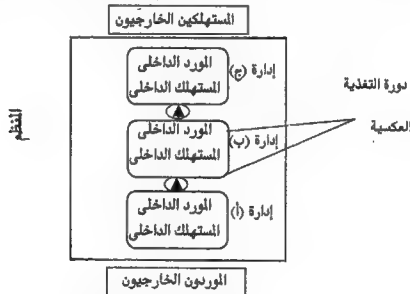 المستهلكين الخارجيون
المورد الداخلى
المستهلك الداخلى
إدارة (ج)
دورة التغذية
العكسية
المورد الداخلى
المستهلك الداخلى
إدارة (ب)
المنظم
المورد الداخلى
المستهلك الداخلى
إدارة (أ)
الموردون الخارجيون